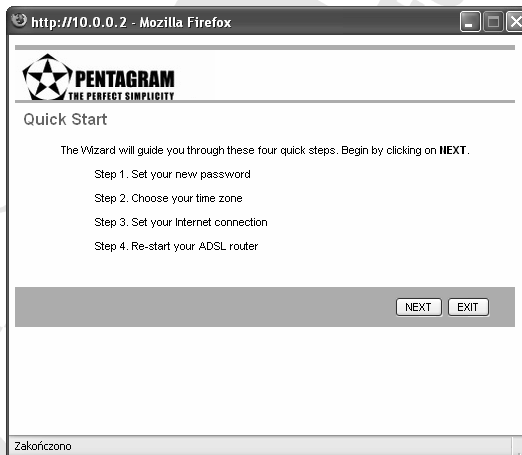 http://10.0.0.2 - Mozilla Firefox
PENTAGRAM
THE PERFECT SIMPLICITY
Quick Start
The Wizard will guide you through these four quick steps. Begin by clicking on NEXT.
Step 1. Set your new password
Step 2. Choose your time zone
Step 3. Set your Internet connection
Step 4. Re-start your ADSL router
NEXT EXIT
Zakończono